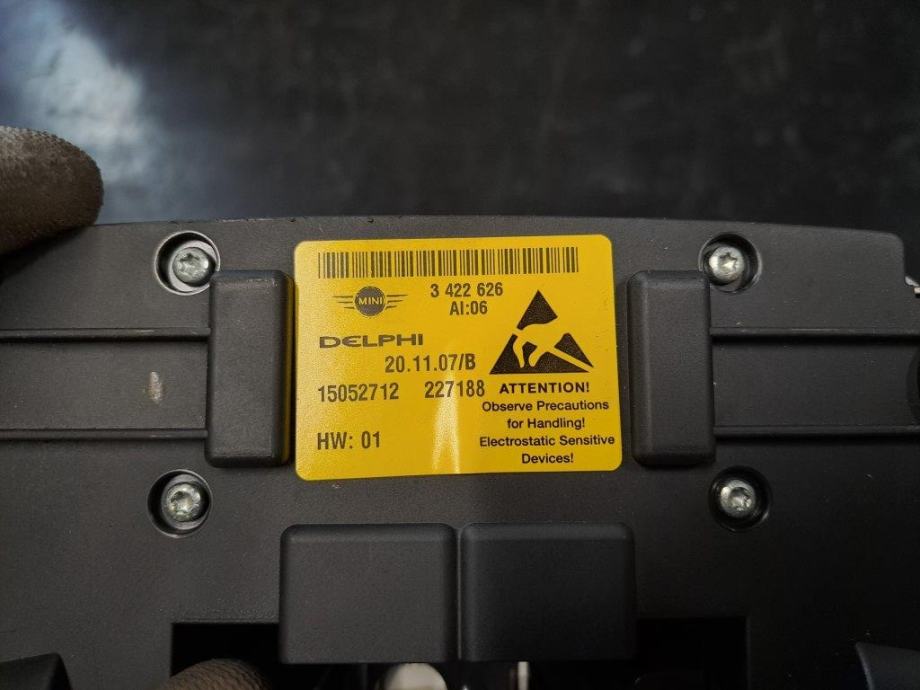 MINI
3 422 626
AI:06
DELPHI
20.11.07/B
15052712 227188
HW: 01
ATTENTION!
Observe Precautions
for Handling!
Electrostatic Sensitive
Devices!